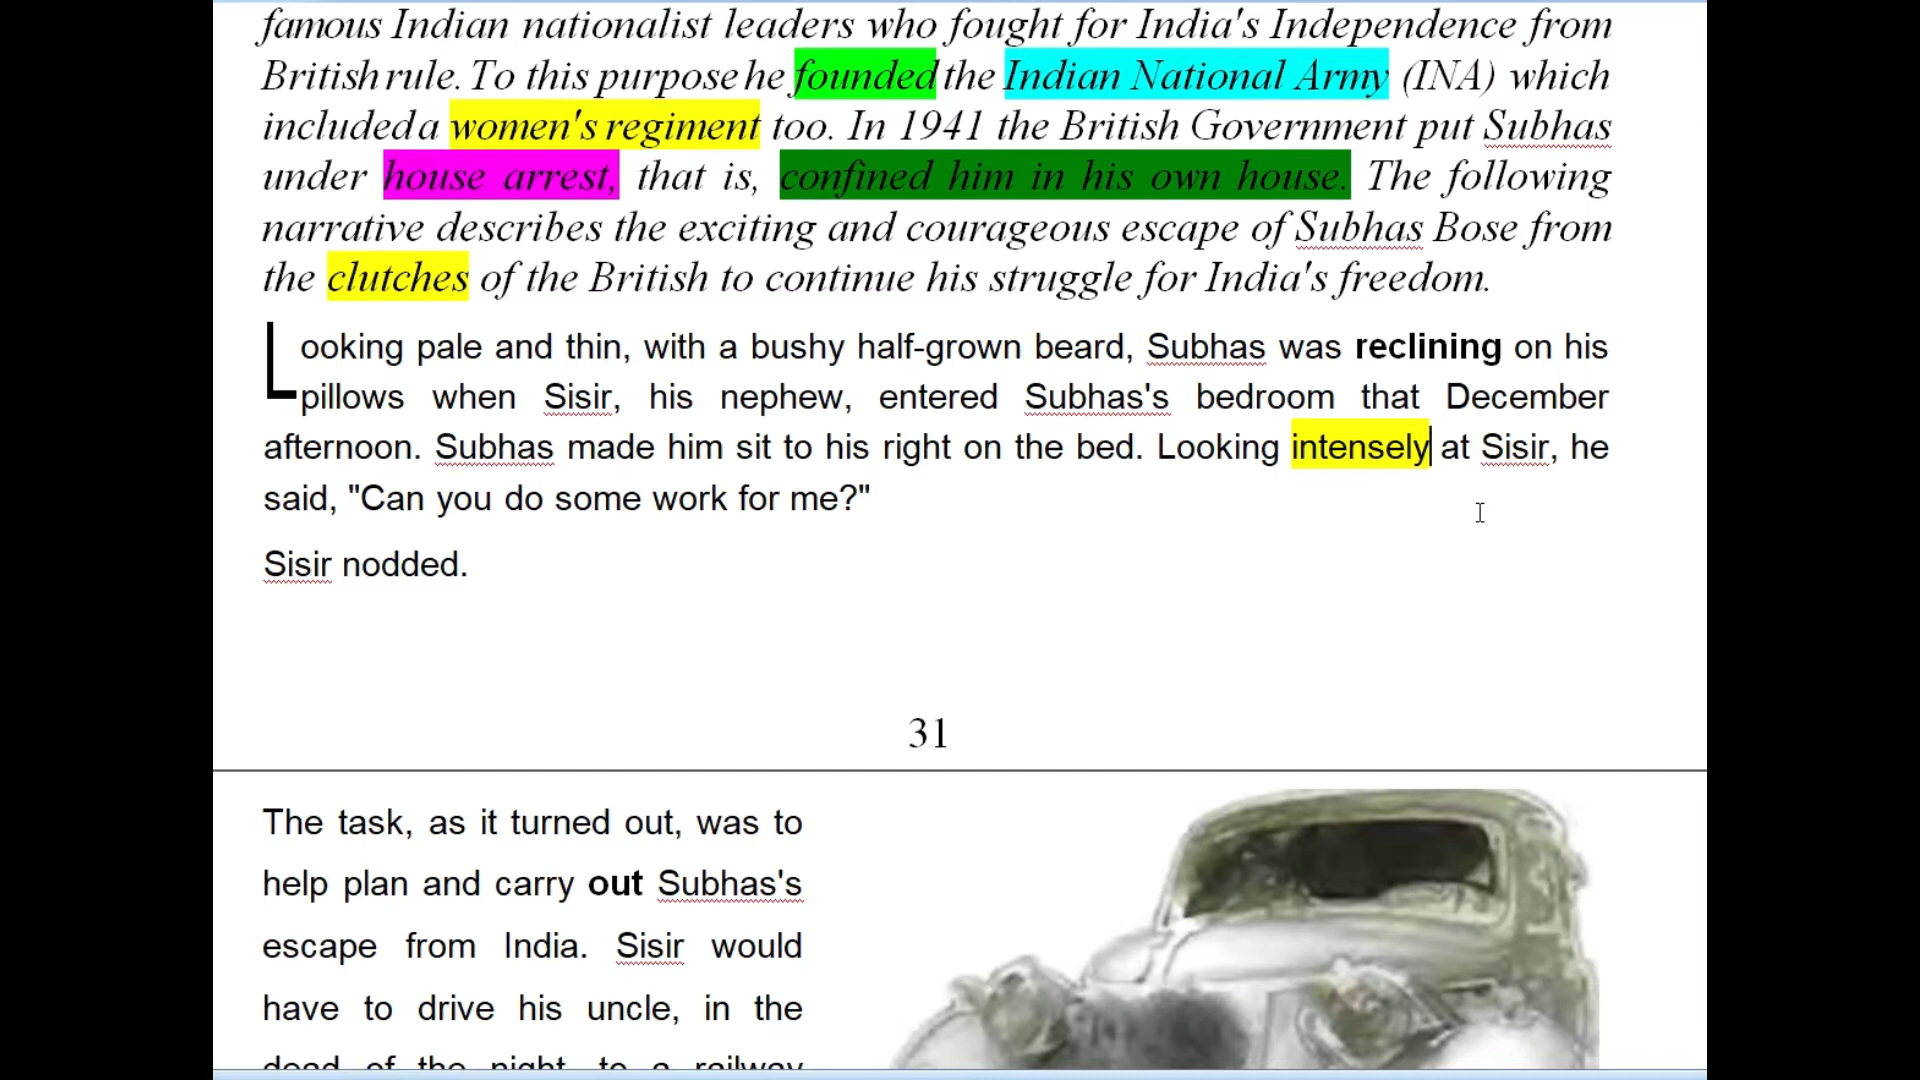 famous Indian nationalist leaders who fought for India's Independence from
British rule. To this purpose he founded the Indian National Army (INA) which
included a women's regiment too. In 1941 the British Government put Subhas
under house arrest, that is, confined him in his own house. The following
narrative describes the exciting and courageous escape of Subhas Bose from
the clutches of the British to continue his struggle for India's freedom.
Looking pale and thin, with a bushy half-grown beard, Subhas was reclining on his
pillows when Sisir, his nephew, entered Subhas's bedroom that December
afternoon. Subhas made him sit to his right on the bed. Looking intensely at Sisir, he
said, "Can you do some work for me?"
Sisir nodded.
31
The task, as it turned out, was to
help plan and carry out Subhas's
escape from India. Sisir would
have to drive his uncle, in the
dead of the night, to a railway